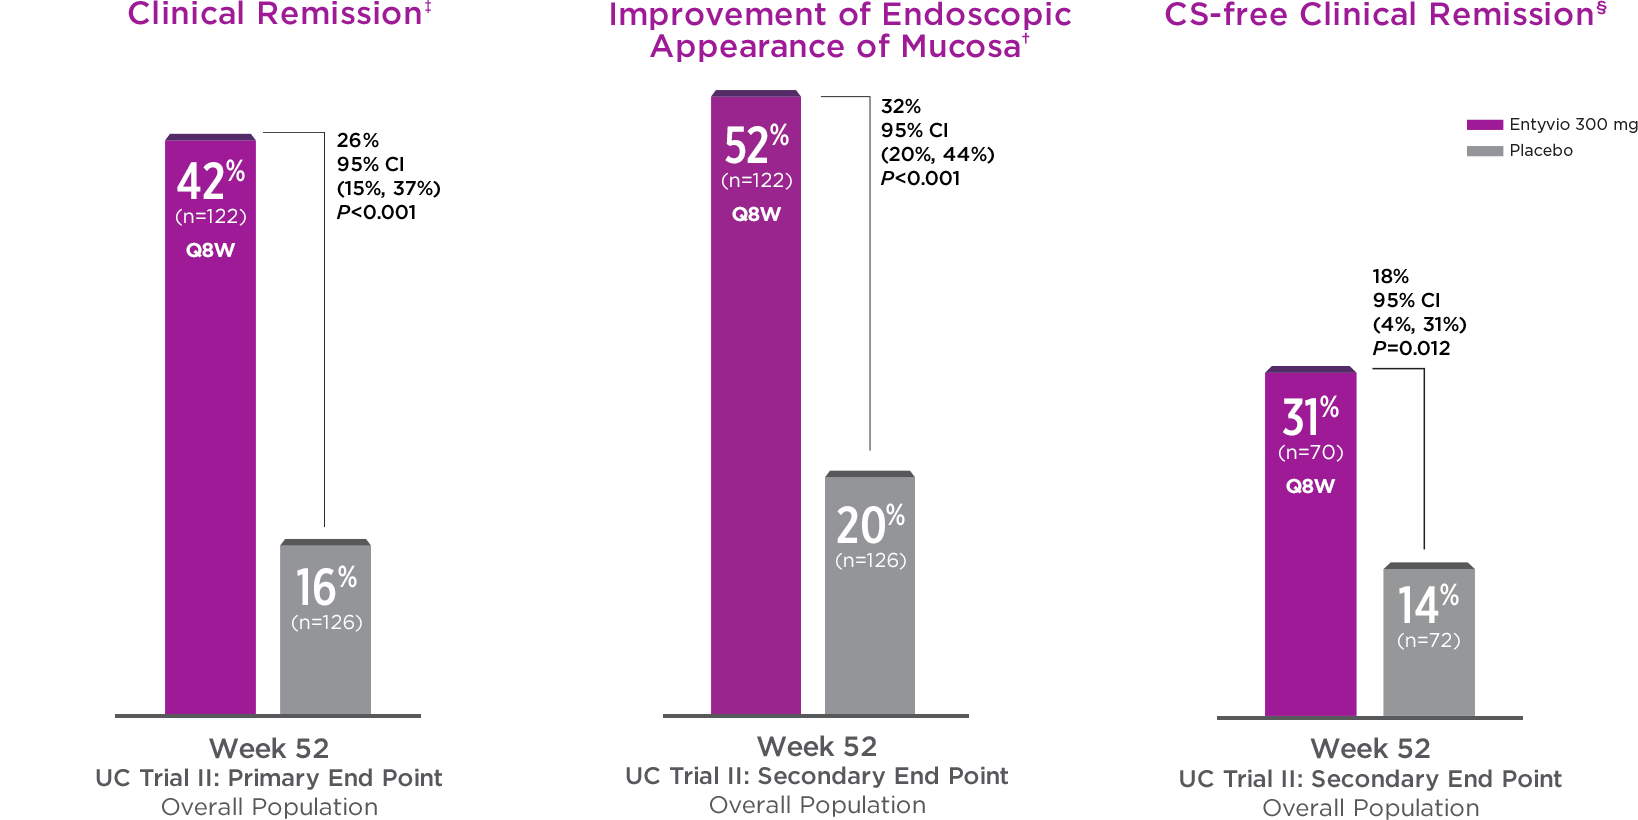 Clinical Remission‡
42%
(n=122)
Q8W
26%
95% CI
(15%, 37%)
P<0.001
16%
(n=126)
Week 52
UC Trial II: Primary End Point
Overall Population
Improvement of Endoscopic
Appearance of Mucosa†
52%
(n=122)
Q8W
32%
95% CI
(20%, 44%)
P<0.001
20%
(n=126)
Week 52
UC Trial II: Secondary End Point
Overall Population
CS-free Clinical Remission§
Entyvio 300 mg
Placebo
18%
95% CI
(4%, 31%)
P=0.012
31%
(n=70)
Q8W
14%
(n=72)
Week 52
UC Trial II: Secondary End Point
Overall Population